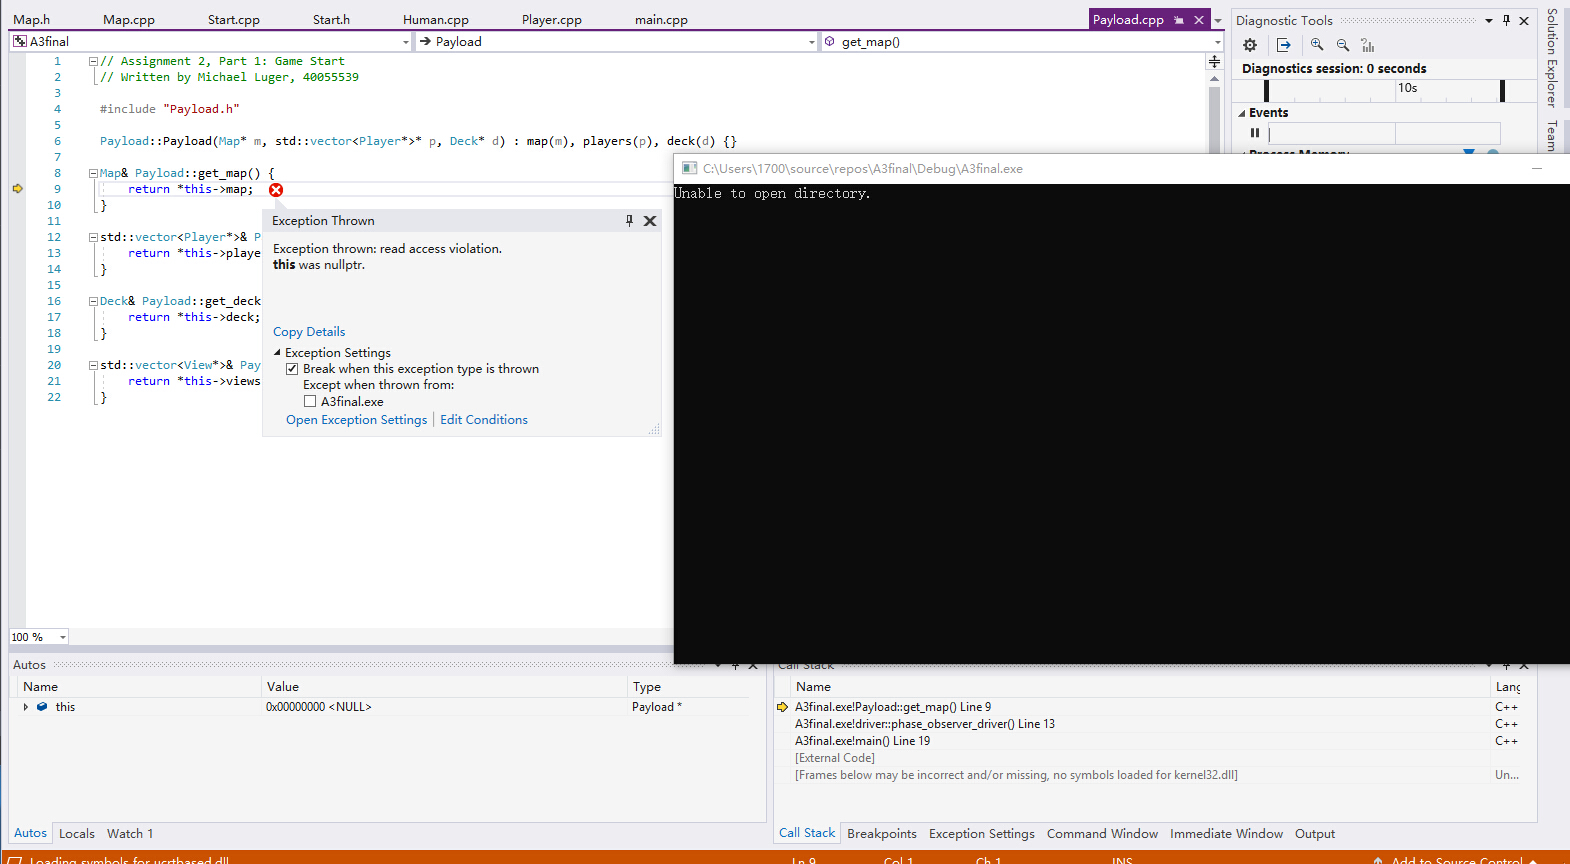 Map.h Map.cpp Start.cpp Start.h Human.cpp Player.cpp main.cpp Payload.cpp
A3final Payload get_map()
1 // Assignment 2, Part 1: Game Start
2 // Written by Michael Luger, 40055539
3
4 #include "Payload.h"
5
6 Payload::Payload(Map* m, std::vector<Player*>* p, Deck* d) : map(m), players(p), deck(d) {}
7
8 Map& Payload::get_map() {
9 return *this->map;
10 }
11
12 std::vector<Player*>& P
13 return *this->playe
14 }
15
16 Deck& Payload::get_deck
17 return *this->deck;
18 }
19
20 std::vector<View*>& Pay
21 return *this->views
22 }
Exception Thrown
Exception thrown: read access violation.
this was nullptr.
Copy Details
Exception Settings
Break when this exception type is thrown
Except when thrown from:
A3final.exe
Open Exception Settings | Edit Conditions
C:\Users\1700\source\repos\A3final\Debug\A3final.exe
Unable to open directory.
Diagnostic Tools
Diagnostics session: 0 seconds
10s
Events
Process Memory
Solution Explorer
Team
100 %
Autos
Name Value Type
this 0x00000000 <NULL> Payload *
Autos Locals Watch 1
Call Stack
Name Lang
A3final.exe!Payload::get_map() Line 9 C++
A3final.exe!driver::phase_observer_driver() Line 13 C++
A3final.exe!main() Line 19 C++
[External Code]
[Frames below may be incorrect and/or missing, no symbols loaded for kernel32.dll] Un...
Call Stack Breakpoints Exception Settings Command Window Immediate Window Output
Loading symbols for ucrtbased.dll Ln 9 Col 1 Ch 1 INS Add to Source Control